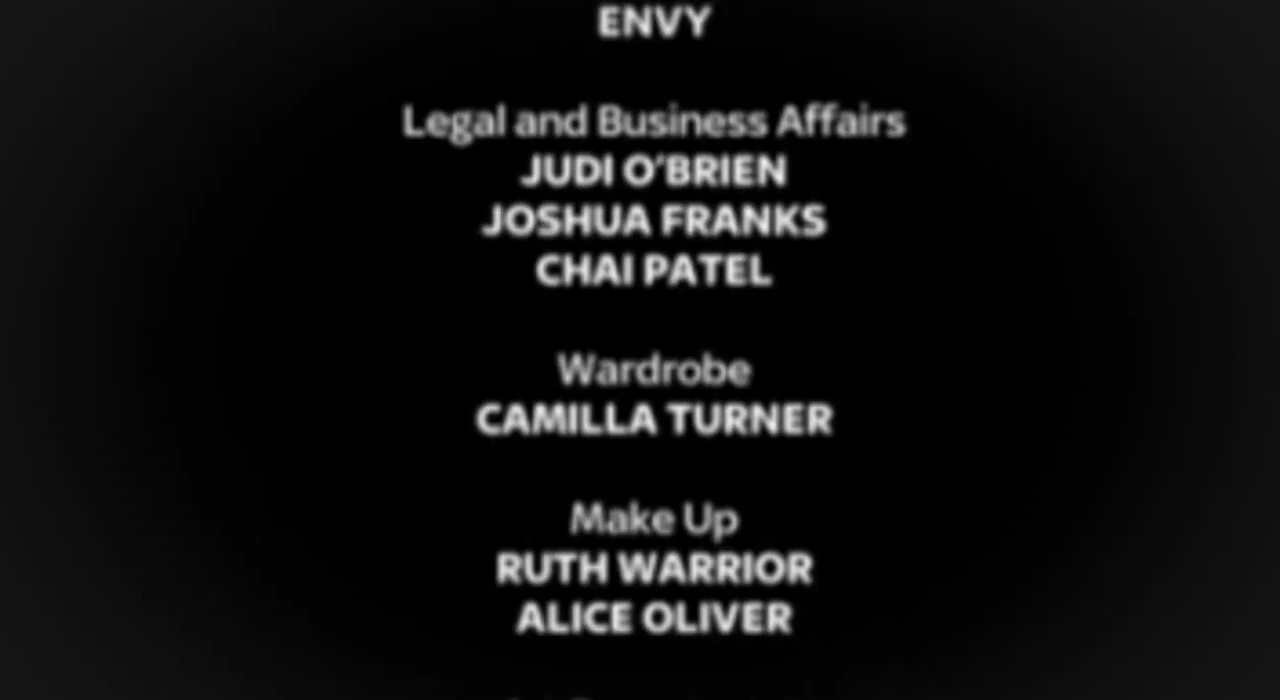 ENVY
Legal and Business Affairs
JUDI O'BRIEN
JOSHUA FRANKS
CHAI PATEL
Wardrobe
CAMILLA TURNER
Make Up
RUTH WARRIOR
ALICE OLIVER